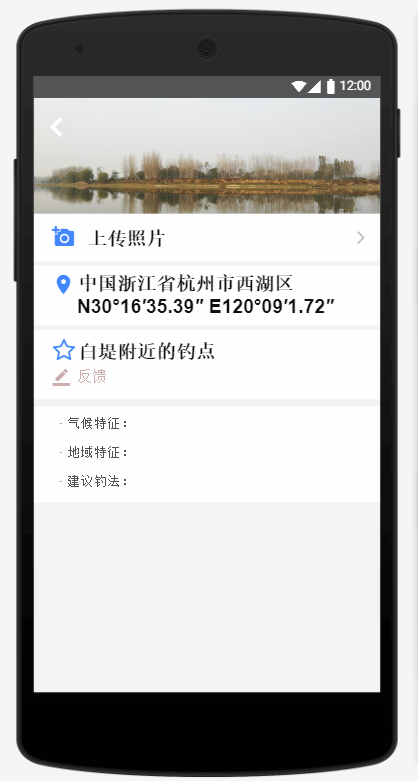 12:00
上传照片
中国浙江省杭州市西湖区
N30°16′35.39″ E120°09′1.72″
白堤附近的钓点
反馈
· 气候特征：
· 地域特征：
· 建议钓法：